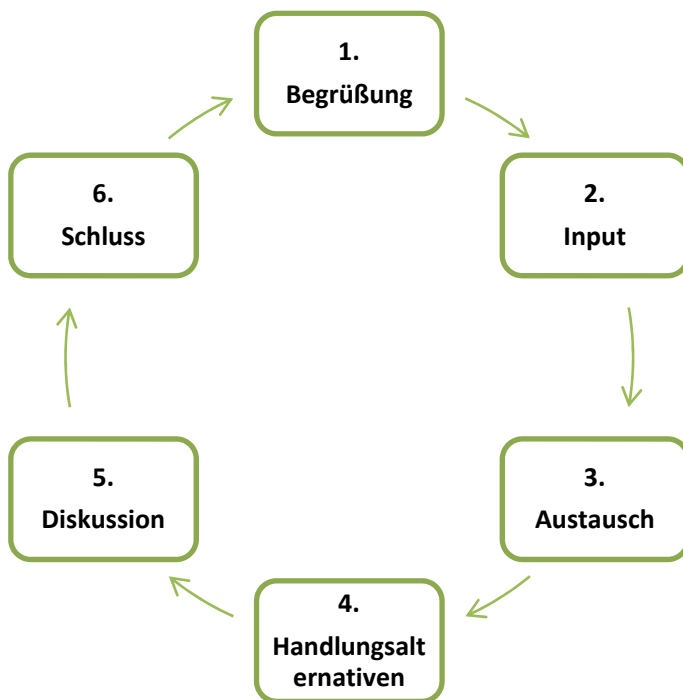 1.
Begrüßung
2.
Input
3.
Austausch
4.
Handlungsalt
ernativen
5.
Diskussion
6.
Schluss